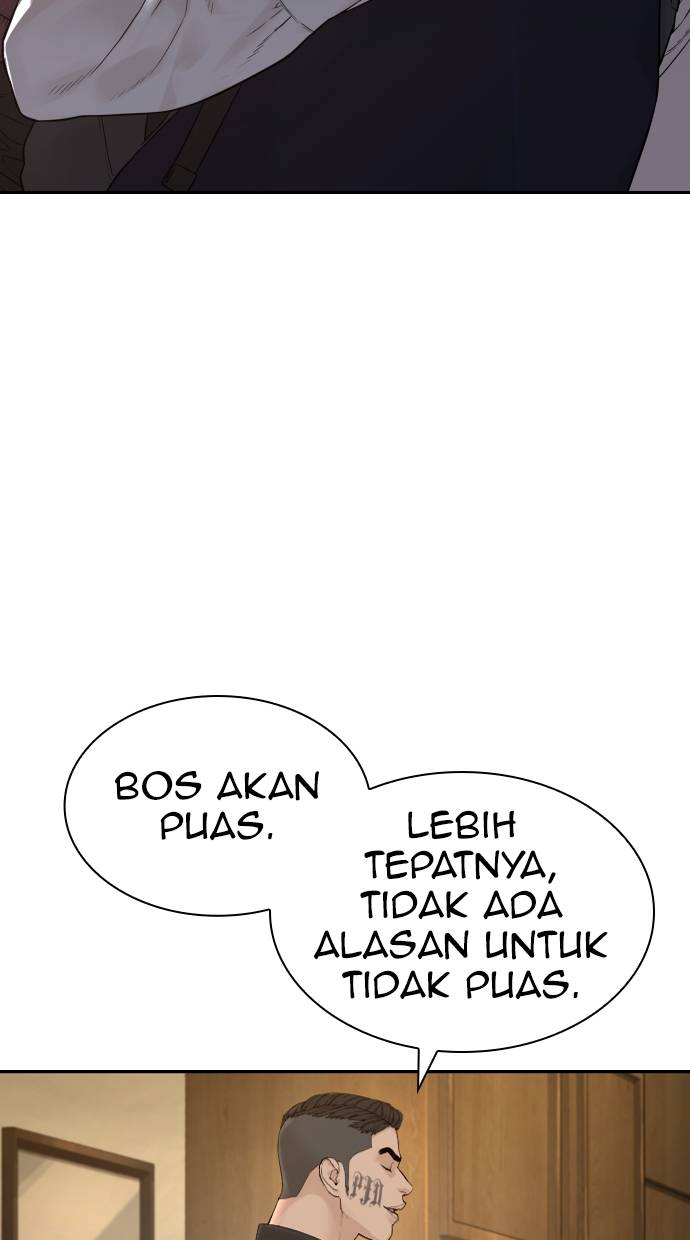 BOS AKAN
PUAS.
LEBIH
TEPATNYA,
TIDAK ADA
ALASAN UNTUK
TIDAK PUAS.